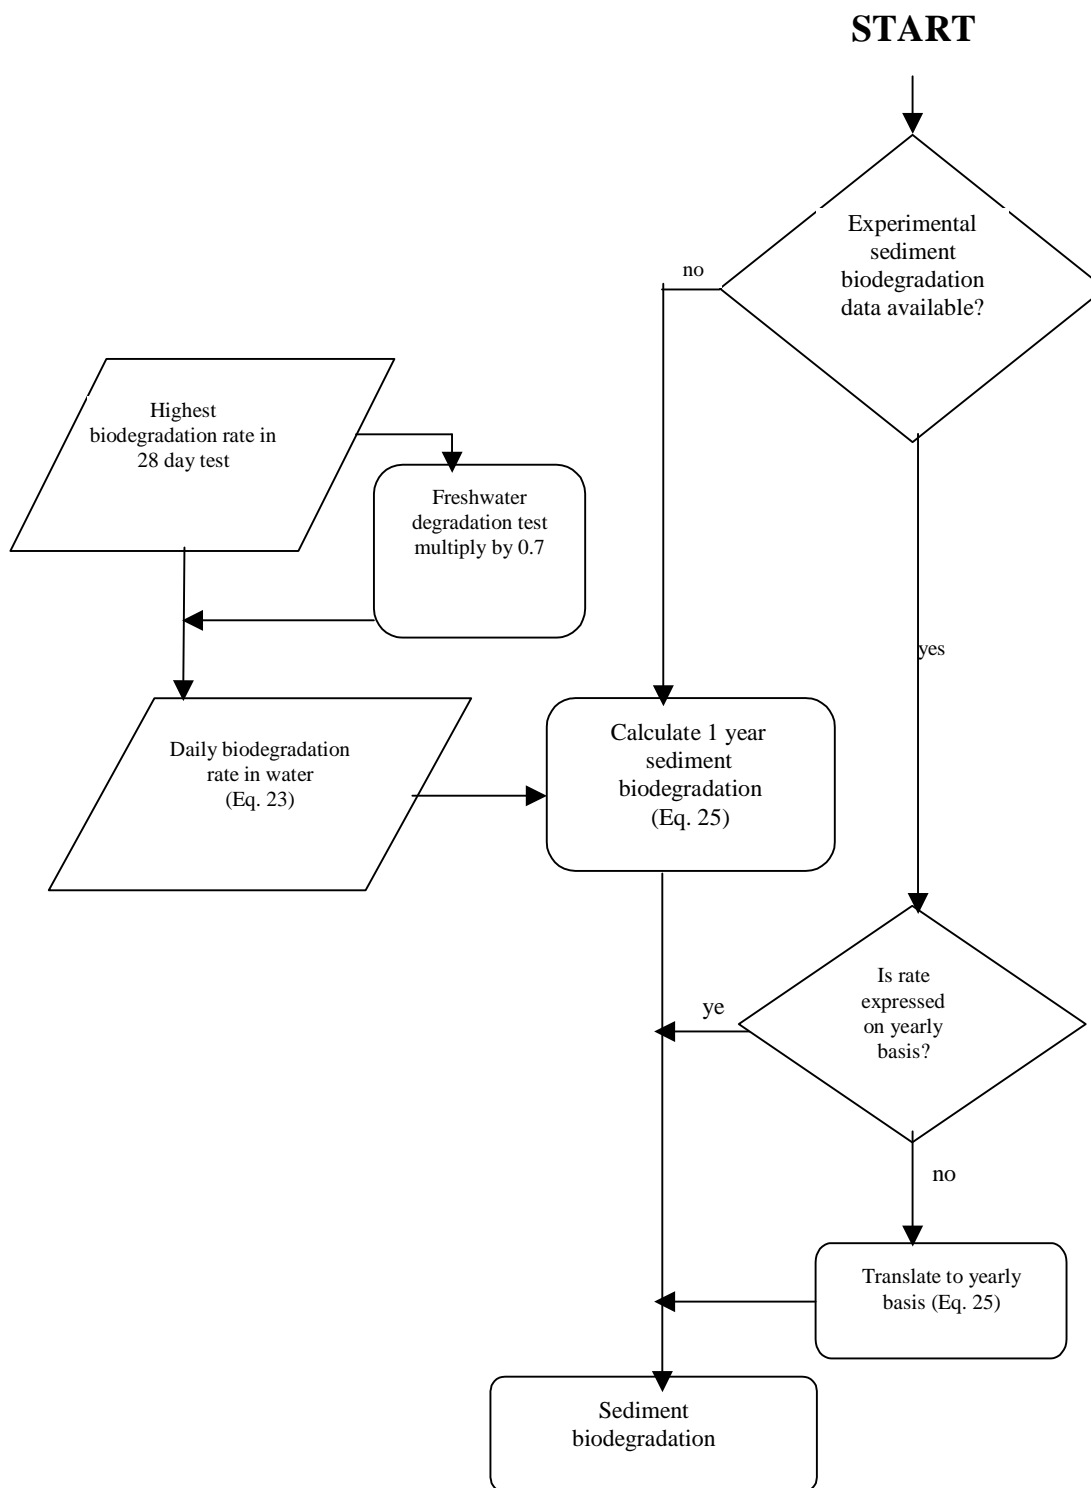 START
Experimental
sediment
biodegradation
data available?
no
Highest
biodegradation rate in
28 day test
Freshwater
degradation test
multiply by 0.7
yes
Daily biodegradation
rate in water
(Eq. 23)
Calculate 1 year
sediment
biodegradation
(Eq. 25)
Is rate
expressed
on yearly
basis?
ye
no
Translate to yearly
basis (Eq. 25)
Sediment
biodegradation